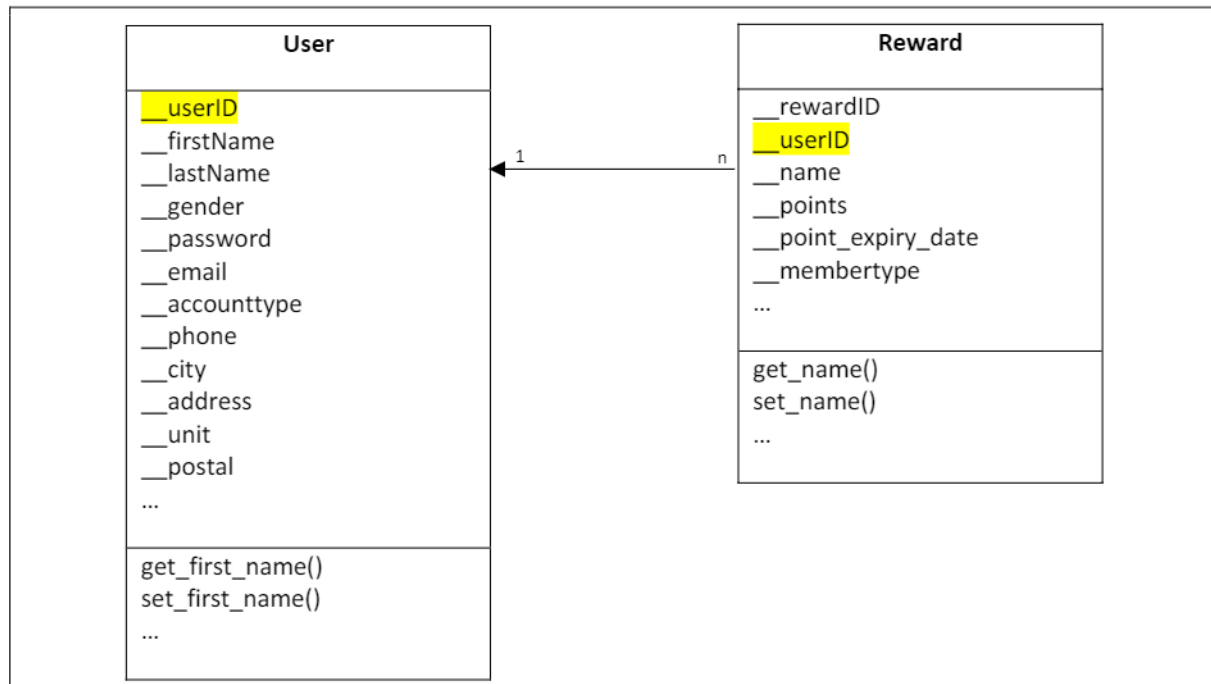 User
__userID
__firstName
__lastName
__gender
__password
__email
__accounttype
__phone
__city
__address
__unit
__postal
...
get_first_name()
set_first_name()
...
1
n
Reward
__rewardID
__userID
__name
__points
__point_expiry_date
__membertype
...
get_name()
set_name()
...